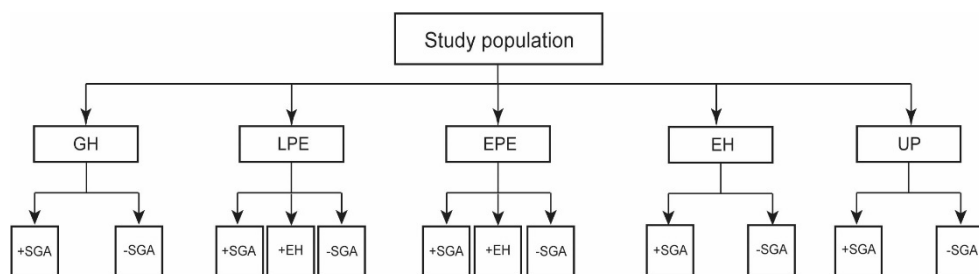 Study population
GH LPE EPE EH UP
+SGA -SGA +SGA +EH -SGA +SGA +EH -SGA +SGA -SGA +SGA -SGA